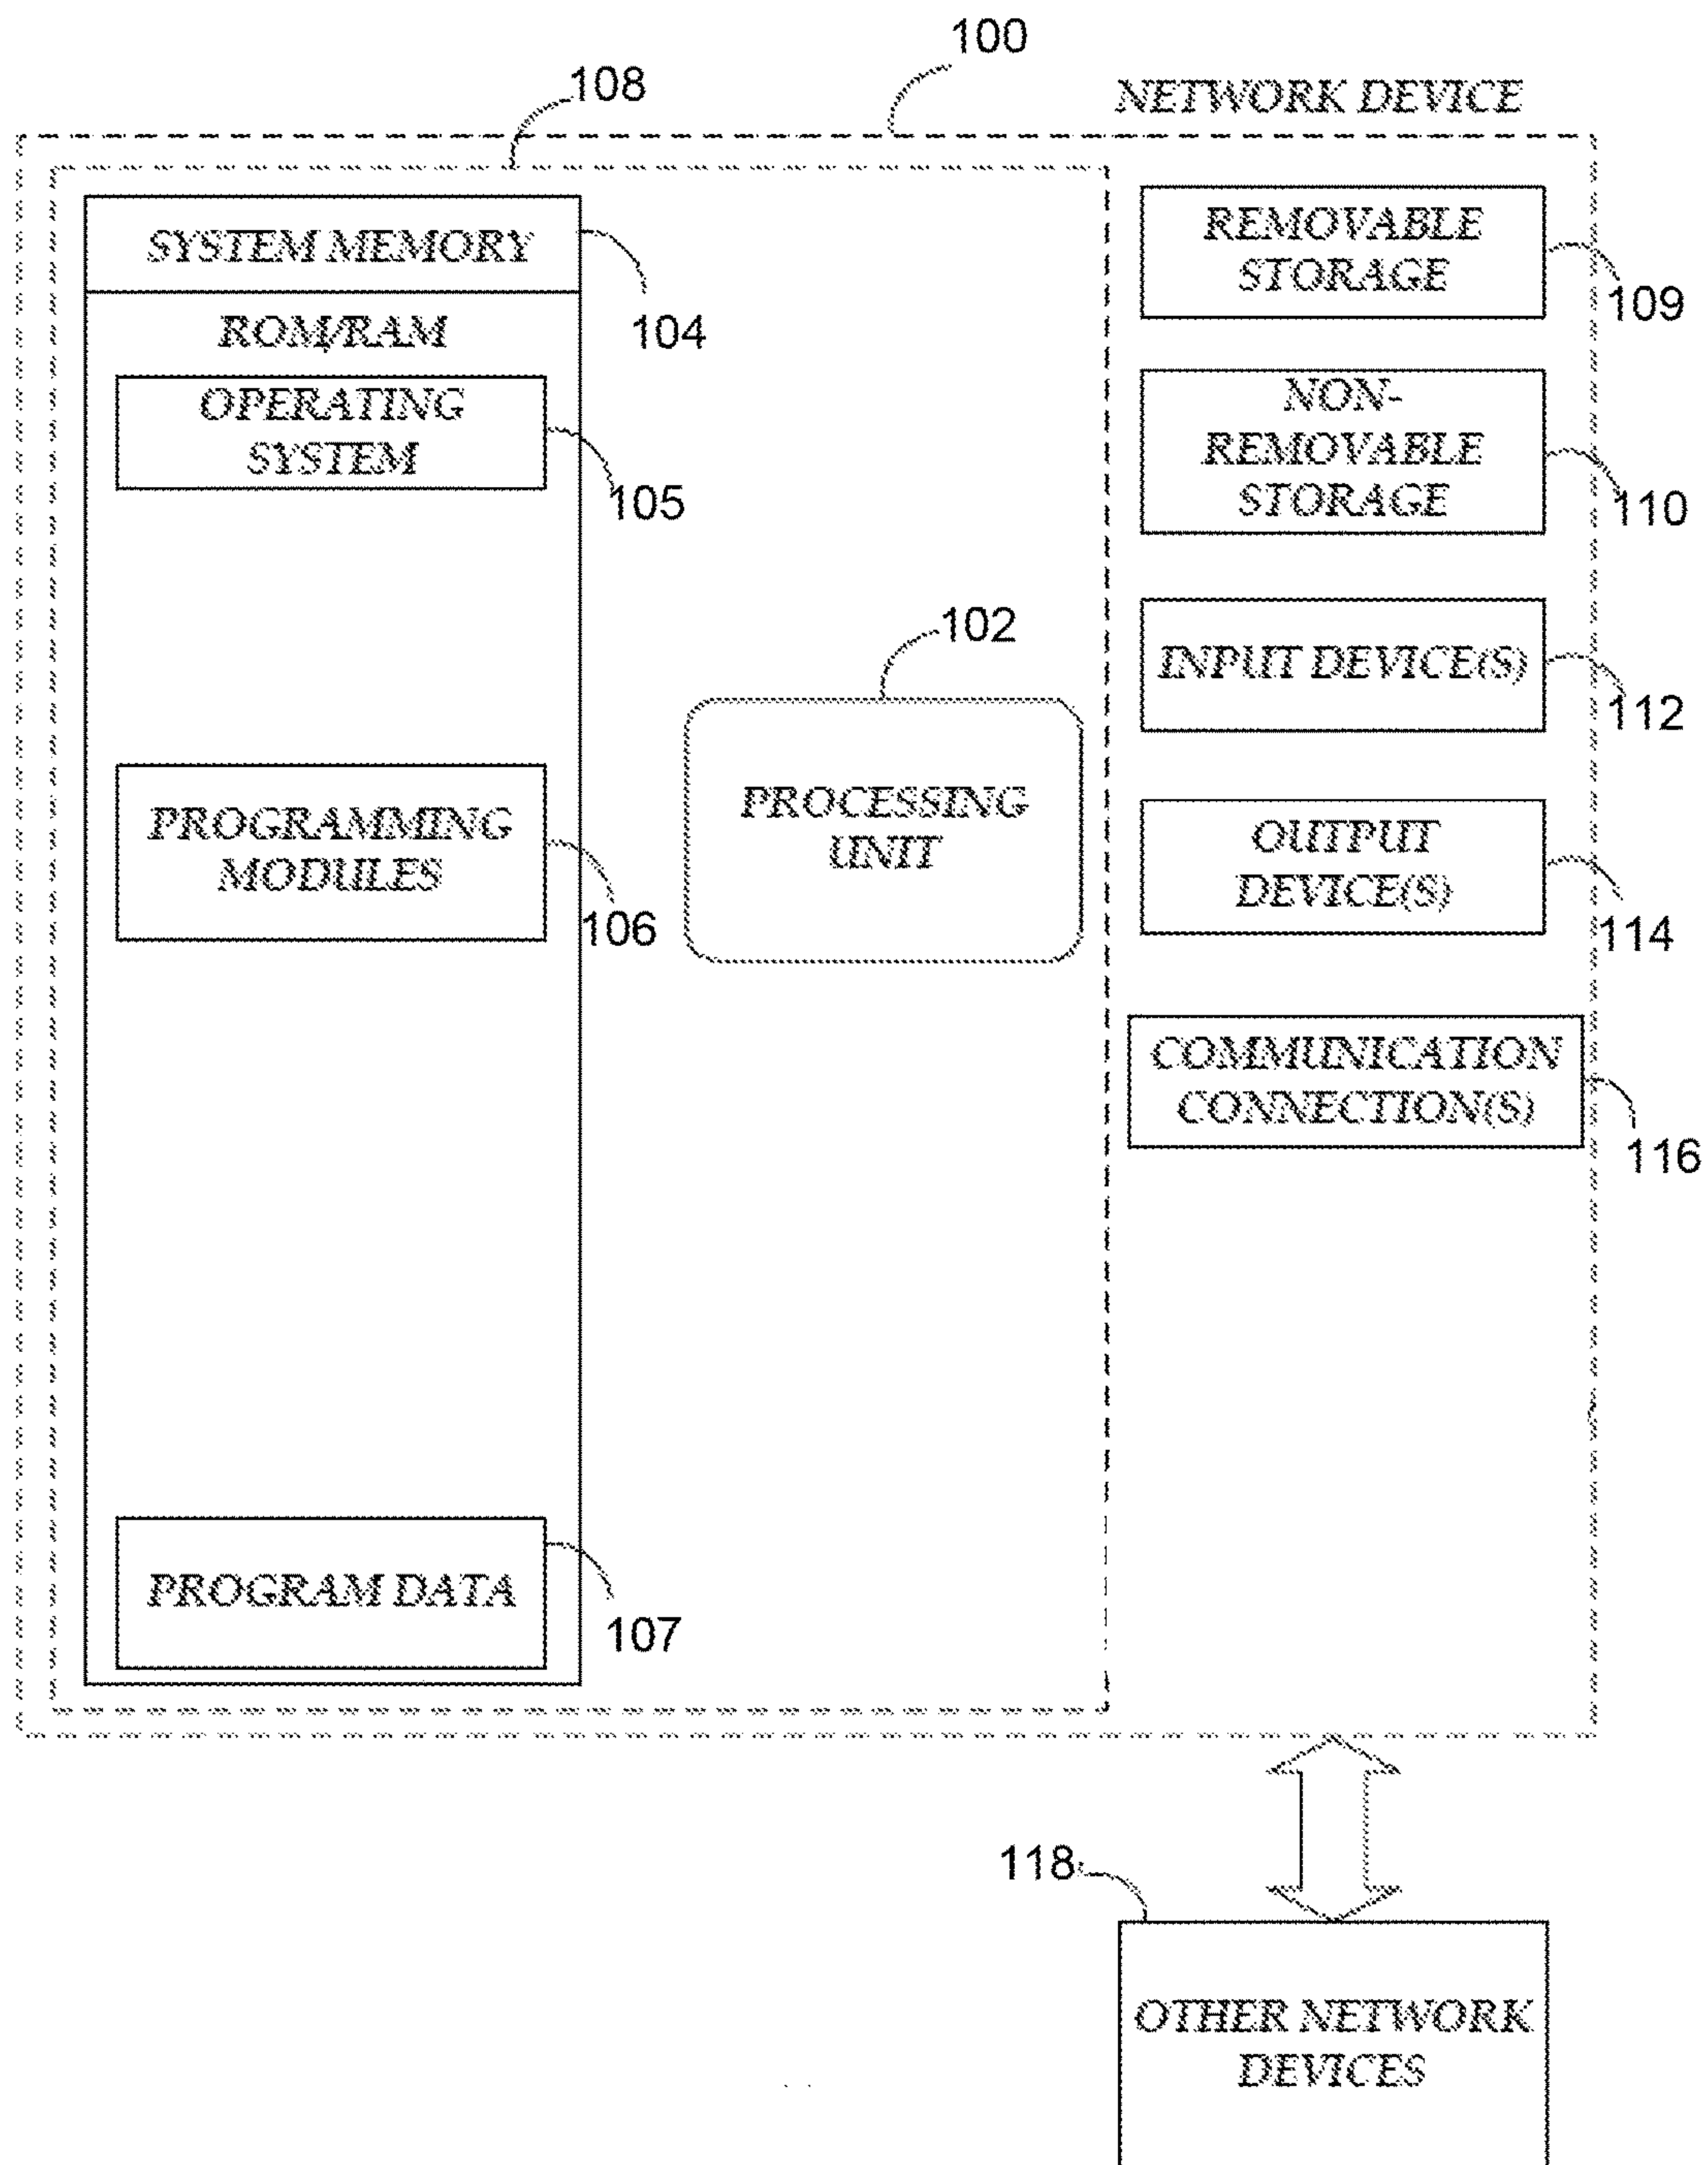 100
108
NETWORK DEVICE
SYSTEM MEMORY
104
ROM/RAM
OPERATING
SYSTEM
105
PROGRAMMING
MODULES
106
PROGRAM DATA
107
102
PROCESSING
UNIT
REMOVABLE
STORAGE
109
NON-
REMOVABLE
STORAGE
110
INPUT DEVICE(S)
112
OUTPUT
DEVICE(S)
114
COMMUNICATION
CONNECTION(S)
116
118
OTHER NETWORK
DEVICES